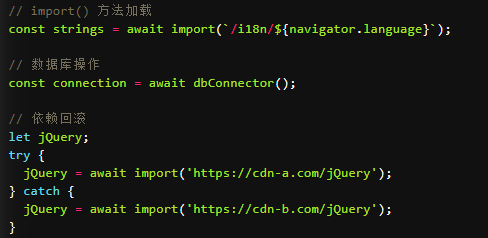 // import() 方法加载
const strings = await import(`/i18n/${navigator.language}`);
// 数据库操作
const connection = await dbConnector();
// 依赖回滚
let jQuery;
try {
  jQuery = await import('https://cdn-a.com/jQuery');
} catch {
  jQuery = await import('https://cdn-b.com/jQuery');
}